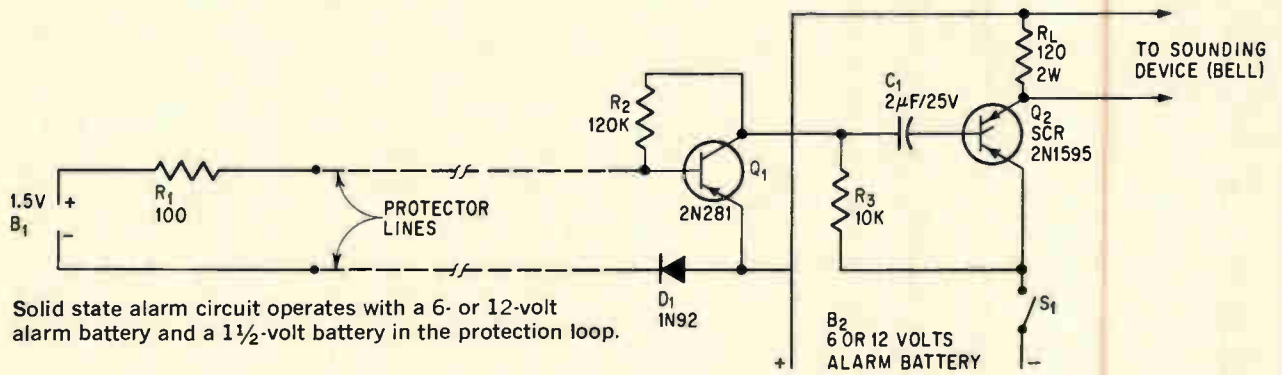 1.5V
B1
+
-
R1
100
PROTECTOR
LINES
R2
120K
Q1
2N281
D1
1N92
C1
2µF/25V
R3
10K
RL
120
2W
Q2
SCR
2N1595
TO SOUNDING
DEVICE (BELL)
S1
B2
6 OR 12 VOLTS
ALARM BATTERY
+
-
Solid state alarm circuit operates with a 6- or 12-volt
alarm battery and a 1½-volt battery in the protection loop.